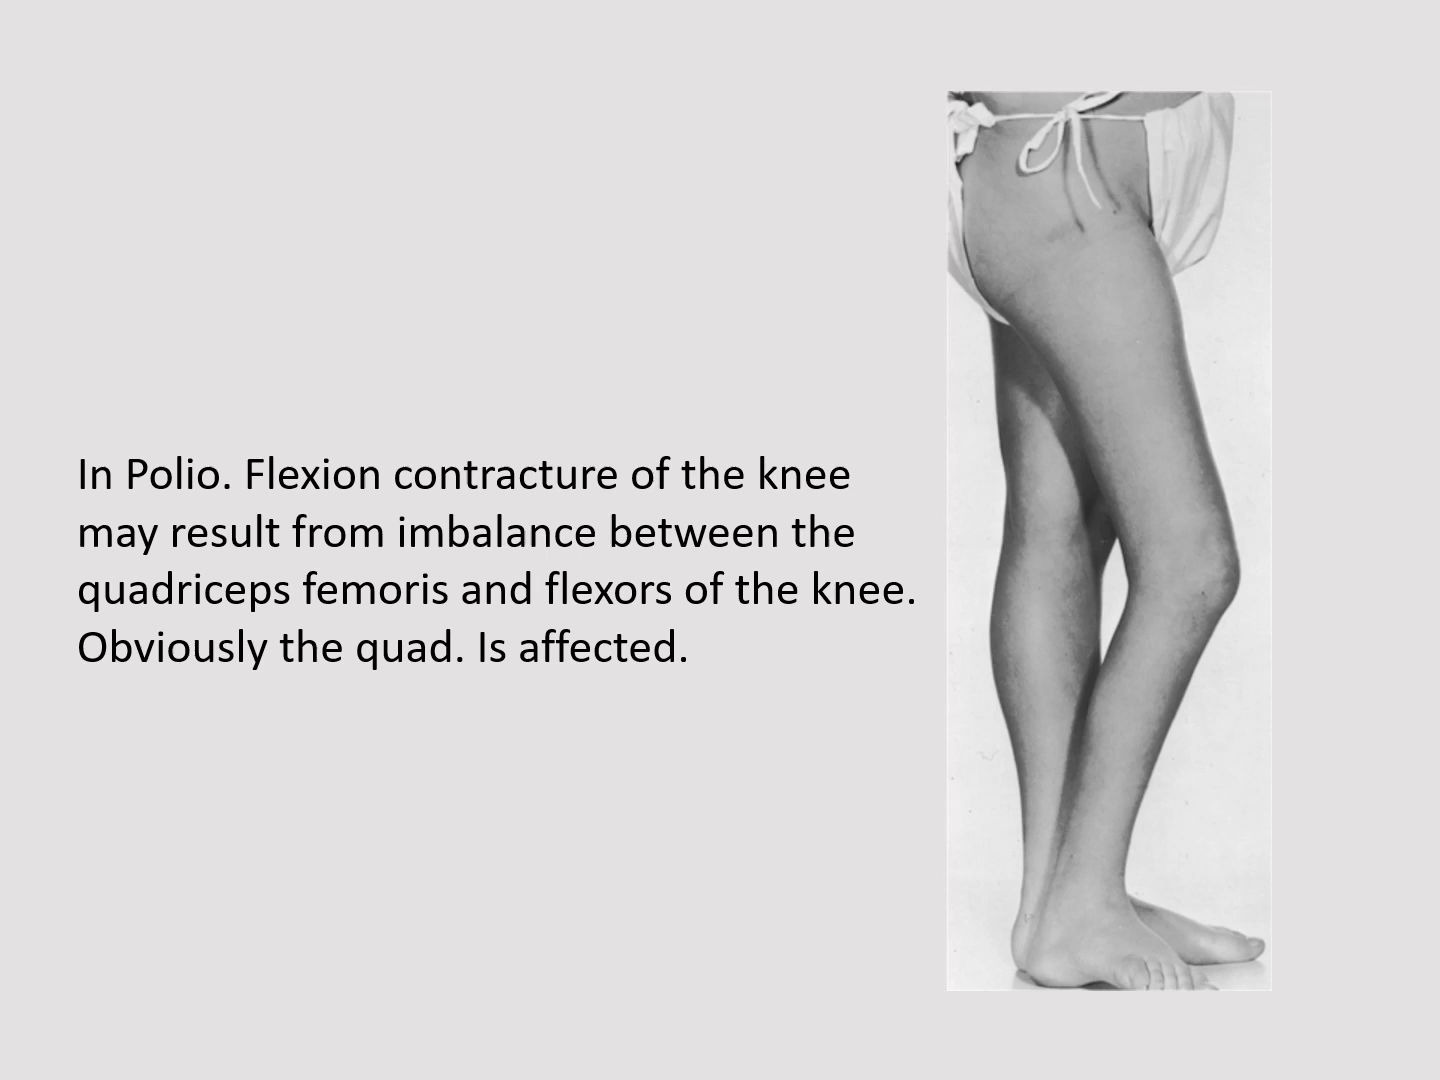 In Polio. Flexion contracture of the knee
may result from imbalance between the
quadriceps femoris and flexors of the knee.
Obviously the quad. Is affected.